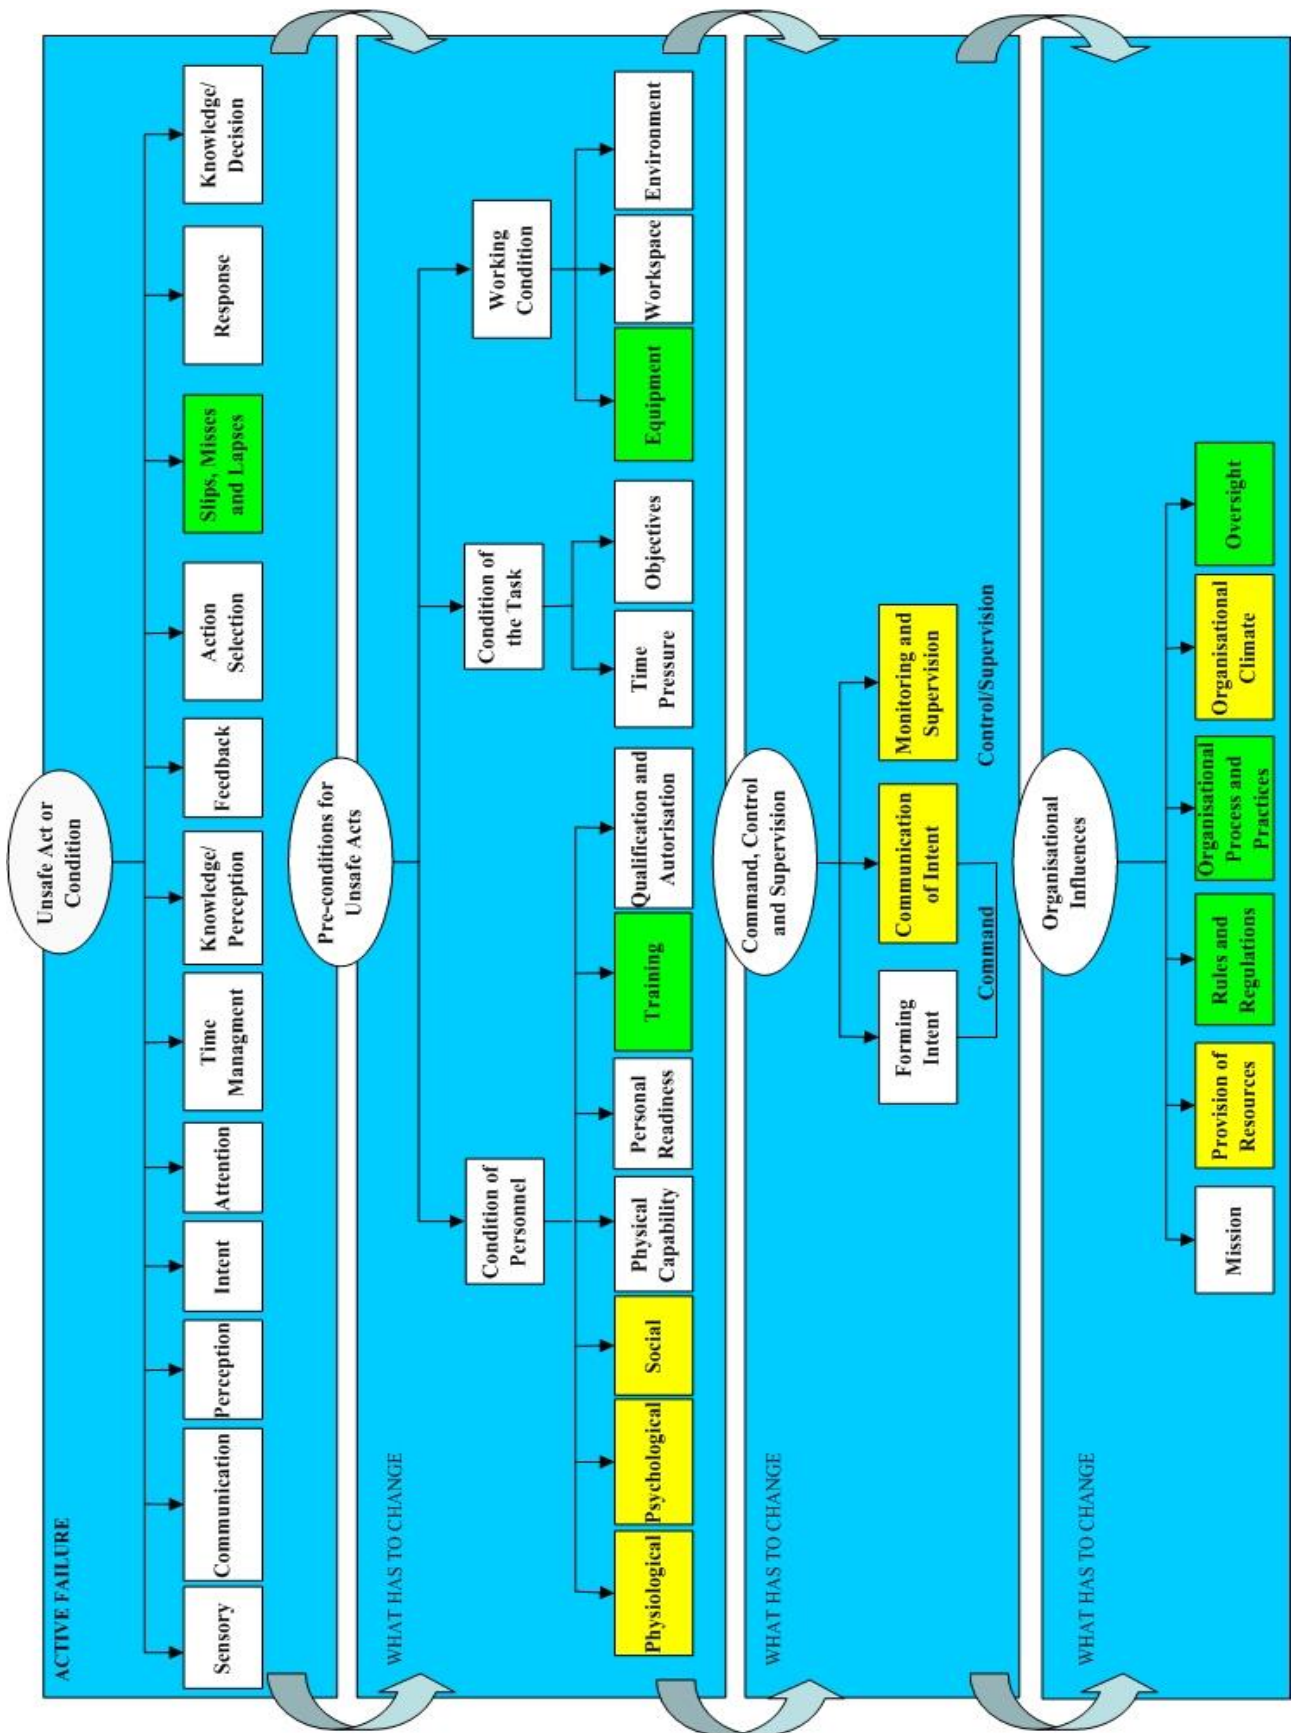 ACTIVE FAILURE
Unsafe Act or
Condition
Sensory
Communication
Perception
Intent
Attention
Time
Managment
Knowledge/
Perception
Feedback
Action
Selection
Slips, Misses
and Lapses
Response
Knowledge/
Decision
WHAT HAS TO CHANGE
Pre-conditions for
Unsafe Acts
Condition of
Personnel
Condition of
the Task
Working
Condition
Physiological
Psychological
Social
Physical
Capability
Personal
Readiness
Training
Qualification and
Autorisation
Time
Pressure
Objectives
Equipment
Workspace
Environment
WHAT HAS TO CHANGE
Command, Control
and Supervision
Forming
Intent
Communication
of Intent
Monitoring and
Supervision
Command
Control/Supervision
WHAT HAS TO CHANGE
Organisational
Influences
Mission
Provision of
Resources
Rules and
Regulations
Organisational
Process and
Practices
Organisational
Climate
Oversight